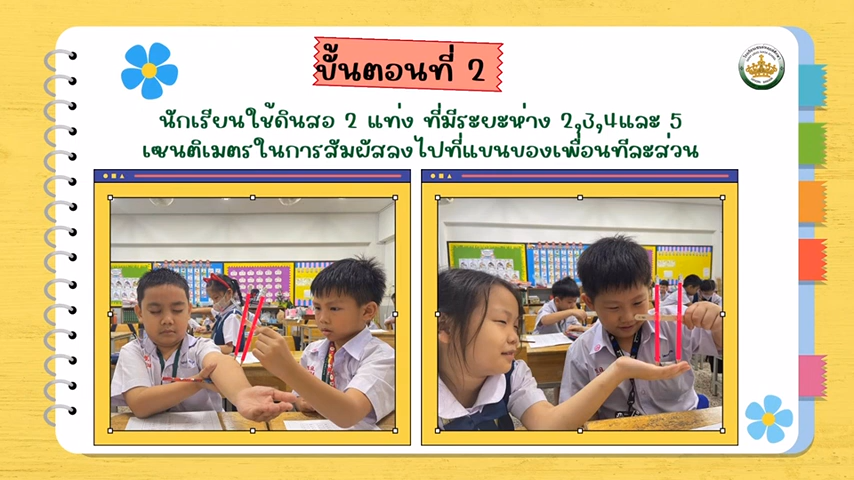 ขั้นตอนที่ 2
นักเรียนใช้ดินสอ 2 แท่ง ที่มีระยะห่าง 2,3,4และ 5
เซนติเมตรในการสัมผัสลงไปที่แขนของเพื่อนทีละส่วน